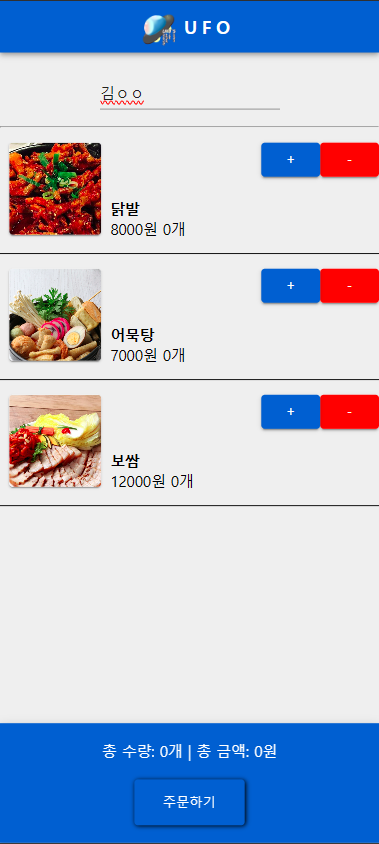 UFO
김ㅇㅇ
+ -
닭발
8000원 0개
+ -
어묵탕
7000원 0개
+ -
보쌈
12000원 0개
총 수량: 0개 | 총 금액: 0원
주문하기